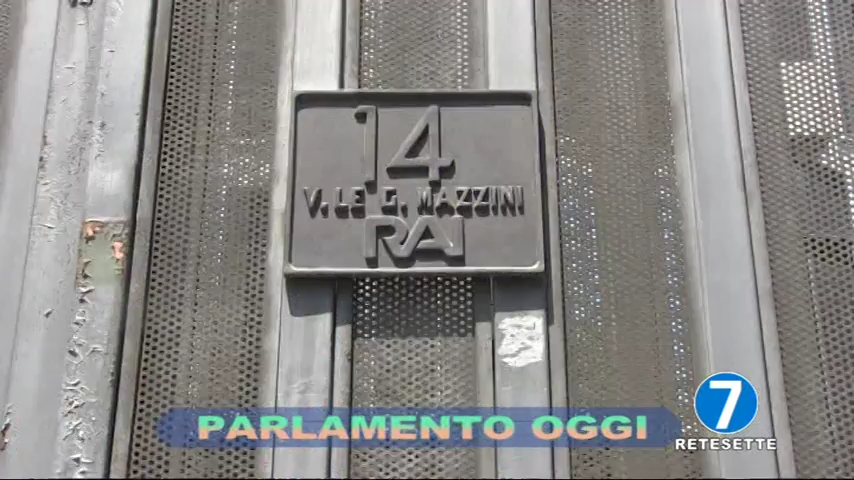 14
V.LE G. MAZZINI
RAI
PARLAMENTO OGGI
7
RETESETTE